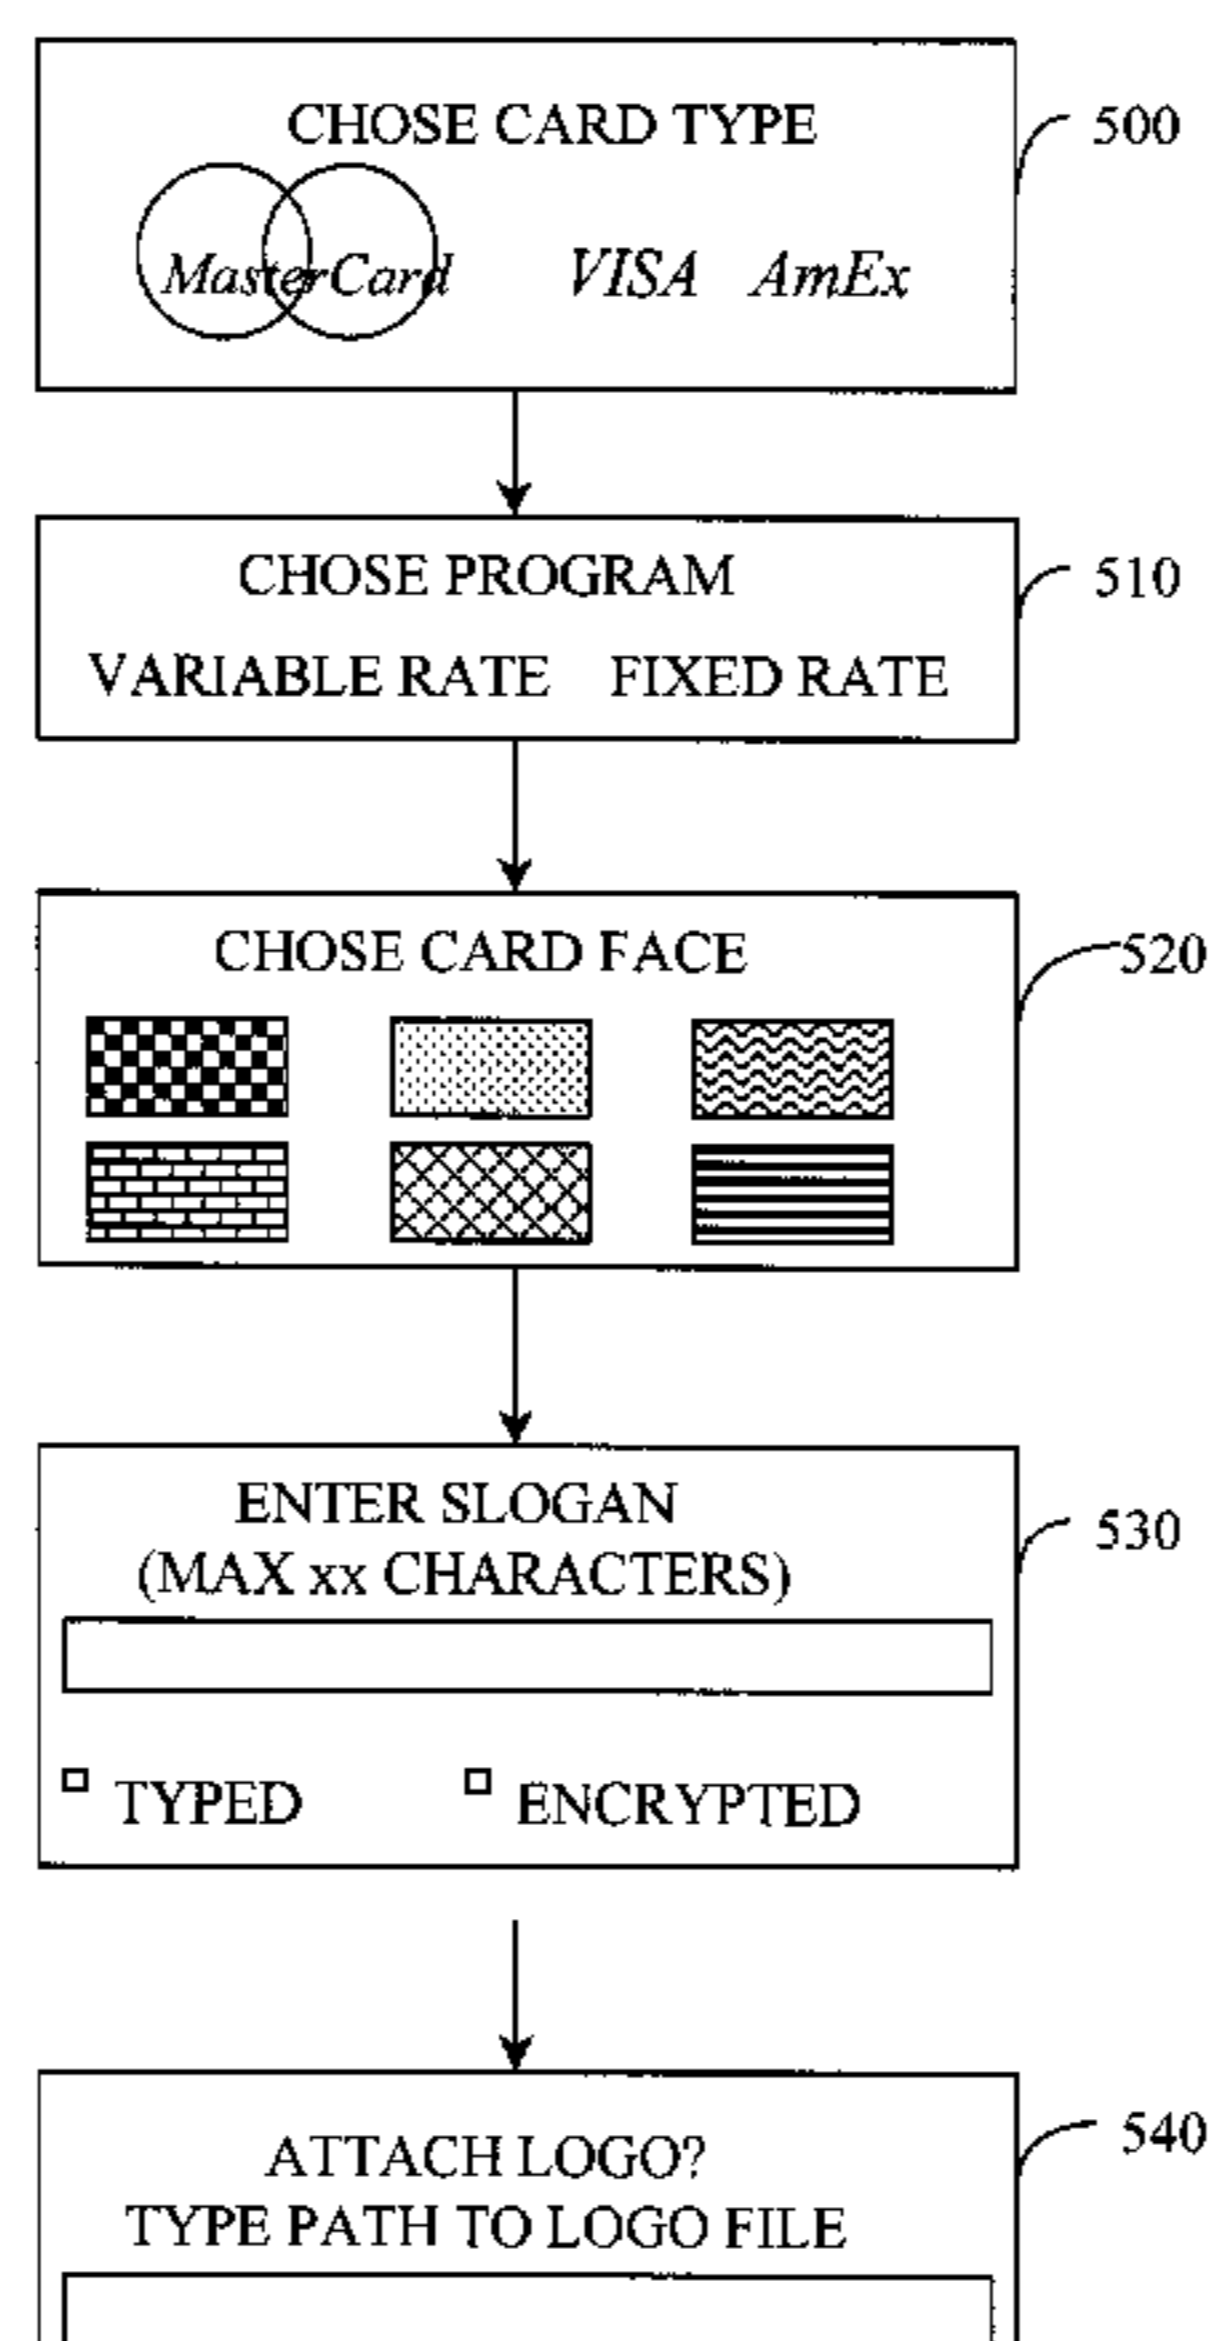 CHOSE CARD TYPE
500
MasterCard VISA AmEx
CHOSE PROGRAM
510
VARIABLE RATE FIXED RATE
CHOSE CARD FACE
520
ENTER SLOGAN
530
(MAX xx CHARACTERS)
TYPED ENCRYPTED
ATTACH LOGO?
540
TYPE PATH TO LOGO FILE